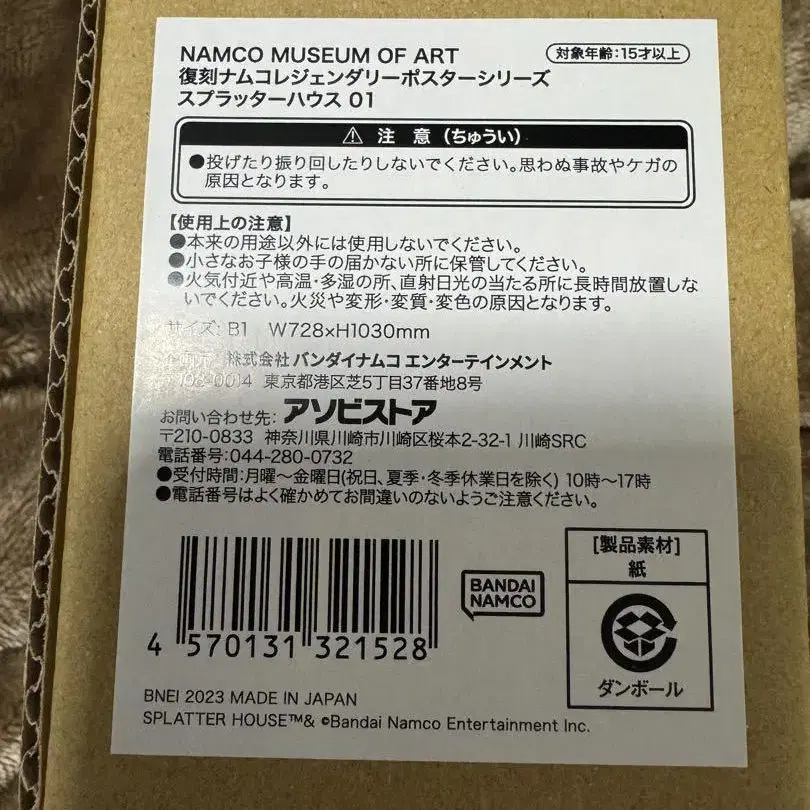 NAMCO MUSEUM OF ART
対象年齢:15才以上
復刻ナムコレジェンダリーポスターシリーズ
スプラッターハウス 01
注 意 (ちゅうい)
●投げたり振り回したりしないでください。思わぬ事故やケガの
原因となります。
【使用上の注意】
●本来の用途以外には使用しないでください。
●小さなお子様の手の届かない所に保管してください。
●火気付近や高温・多湿の所、直射日光の当たる所に長時間放置しな
いでください。火災や変形・変質・変色の原因となります。
サイズ: B1 W728×H1030mm
株式会社 バンダイナムコ エンターテインメント
〒108-0014 東京都港区芝5丁目37番地8号
お問い合わせ先: アソビストア
〒210-0833 神奈川県川崎市川崎区桜本2-32-1 川崎SRC
電話番号:044-280-0732
●受付時間:月曜〜金曜日(祝日、夏季・冬季休業日を除く) 10時〜17時
●電話番号はよく確かめてお間違いのないようご注意ください。
4 570131 321528
BANDAI
NAMCO
[製品素材]
紙
ダンボール
BNEI 2023 MADE IN JAPAN
SPLATTER HOUSE™& ©Bandai Namco Entertainment Inc.